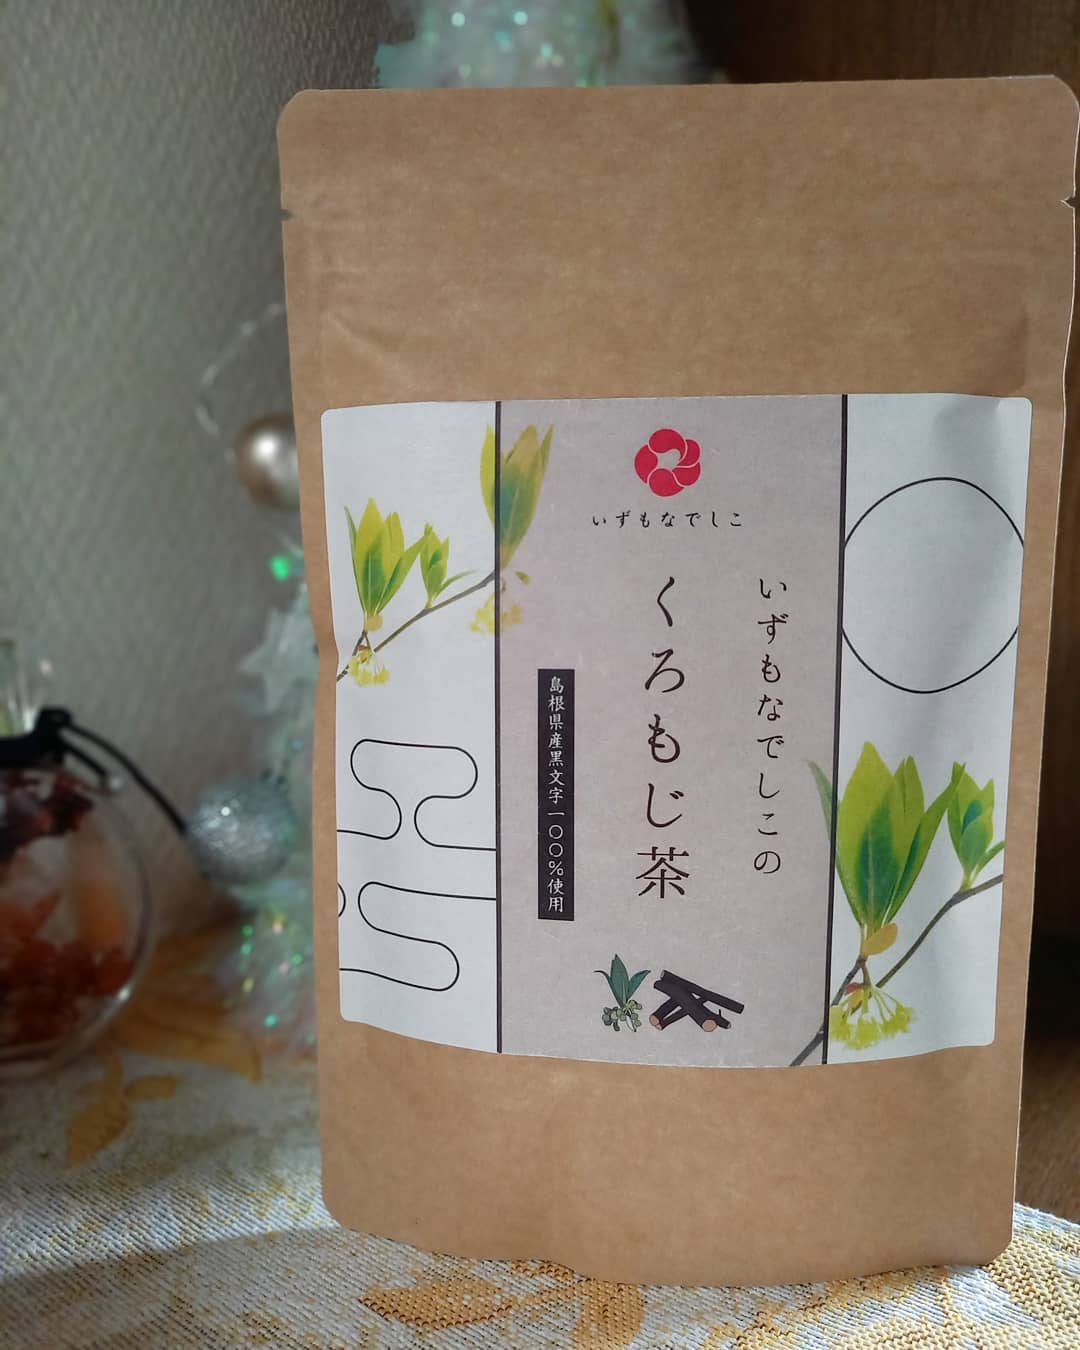 いずもなでしこ
いずもなでしこの
くろもじ茶
島根県産黒文字一〇〇％使用